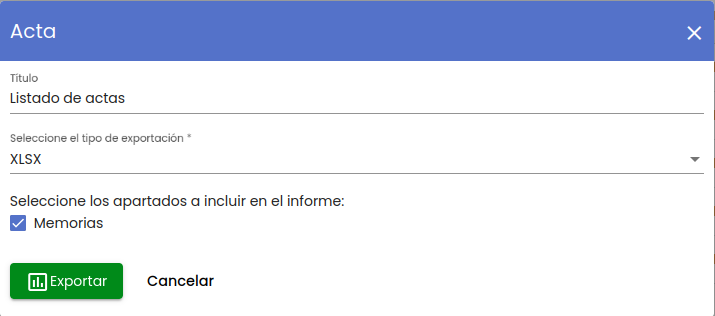 Acta
Título
Listado de actas
Seleccione el tipo de exportación *
XLSX
Seleccione los apartados a incluir en el informe:
Memorias
Exportar
Cancelar